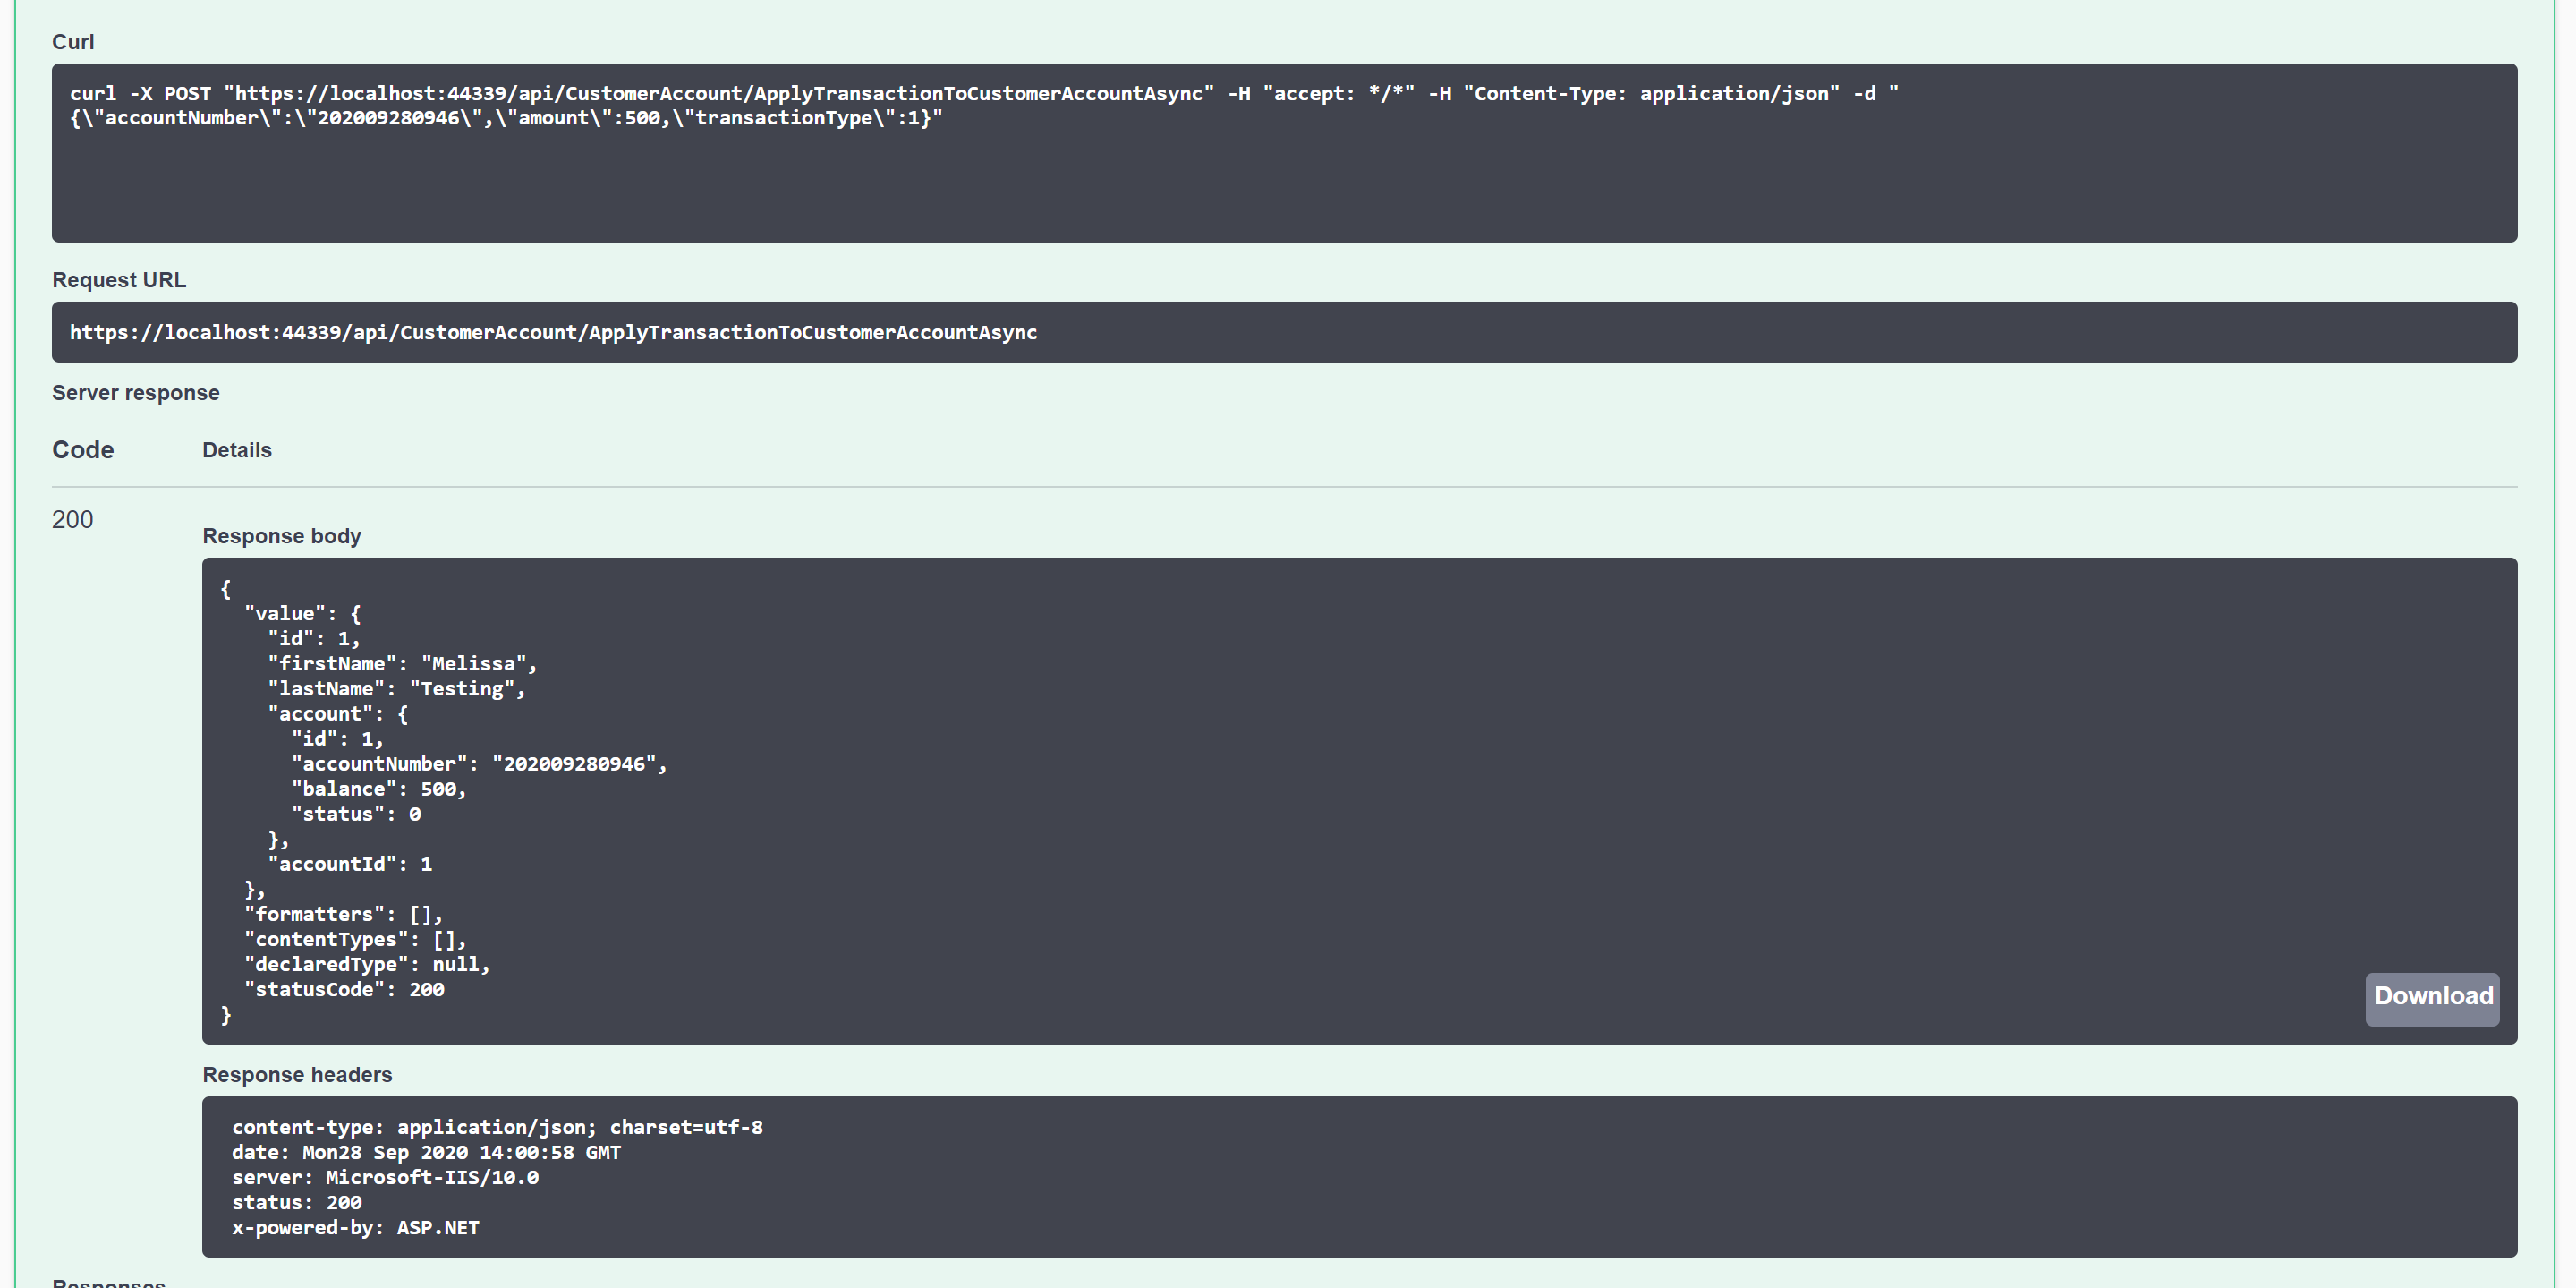 Curl
curl -X POST "https://localhost:44339/api/CustomerAccount/ApplyTransactionToCustomerAccountAsync" -H "accept: */*" -H "Content-Type: application/json" -d "
{\"accountNumber\":\"202009280946\",\"amount\":500,\"transactionType\":1}"
Request URL
https://localhost:44339/api/CustomerAccount/ApplyTransactionToCustomerAccountAsync
Server response
Code Details
200
Response body
{
  "value": {
    "id": 1,
    "firstName": "Melissa",
    "lastName": "Testing",
    "account": {
      "id": 1,
      "accountNumber": "202009280946",
      "balance": 500,
      "status": 0
    },
    "accountId": 1
  },
  "formatters": [],
  "contentTypes": [],
  "declaredType": null,
  "statusCode": 200
}
Download
Response headers
content-type: application/json; charset=utf-8
date: Mon28 Sep 2020 14:00:58 GMT
server: Microsoft-IIS/10.0
status: 200
x-powered-by: ASP.NET
Responses